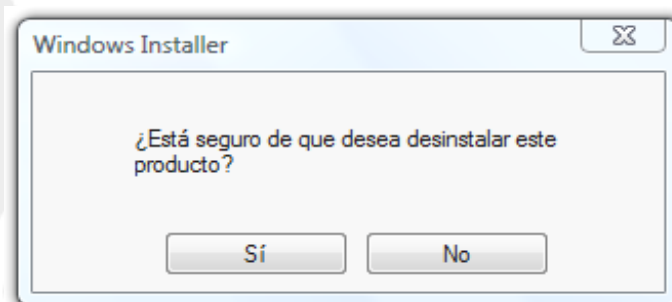 Windows Installer
¿Está seguro de que desea desinstalar este
producto?
Sí
No